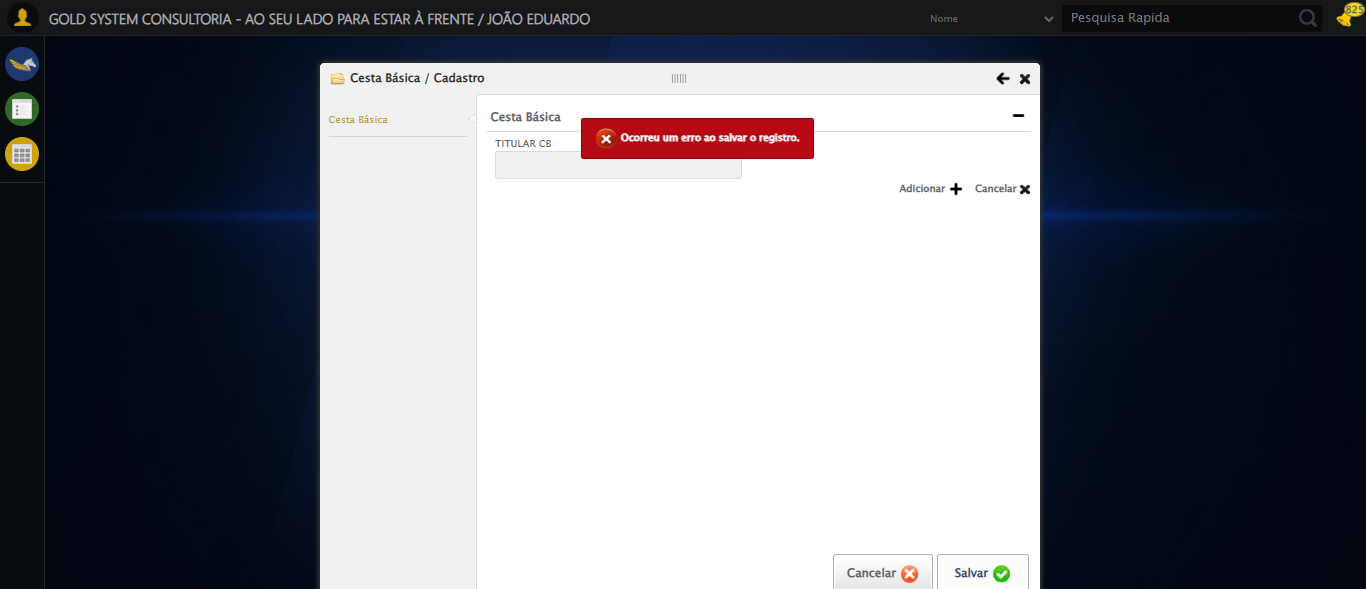 GOLD SYSTEM CONSULTORIA - AO SEU LADO PARA ESTAR À FRENTE / JOÃO EDUARDO
Nome
Pesquisa Rapida
825
Cesta Básica / Cadastro
Cesta Básica
Cesta Básica
Ocorreu um erro ao salvar o registro.
TITULAR CB
Adicionar
Cancelar
Cancelar
Salvar